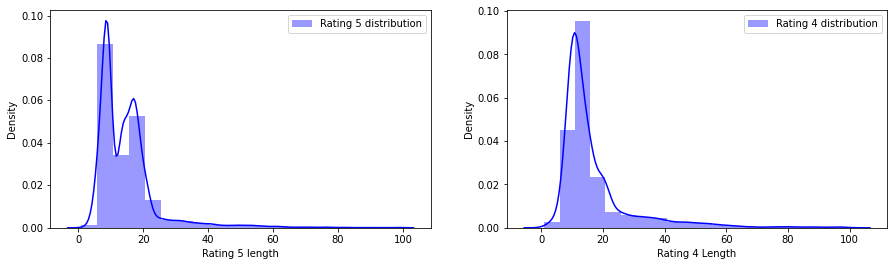 Rating 5 distribution
0.10
0.08
0.06
0.04
0.02
0.00
Density
0 20 40 60 80 100
Rating 5 length
Rating 4 distribution
0.10
0.08
0.06
0.04
0.02
0.00
Density
0 20 40 60 80 100
Rating 4 Length